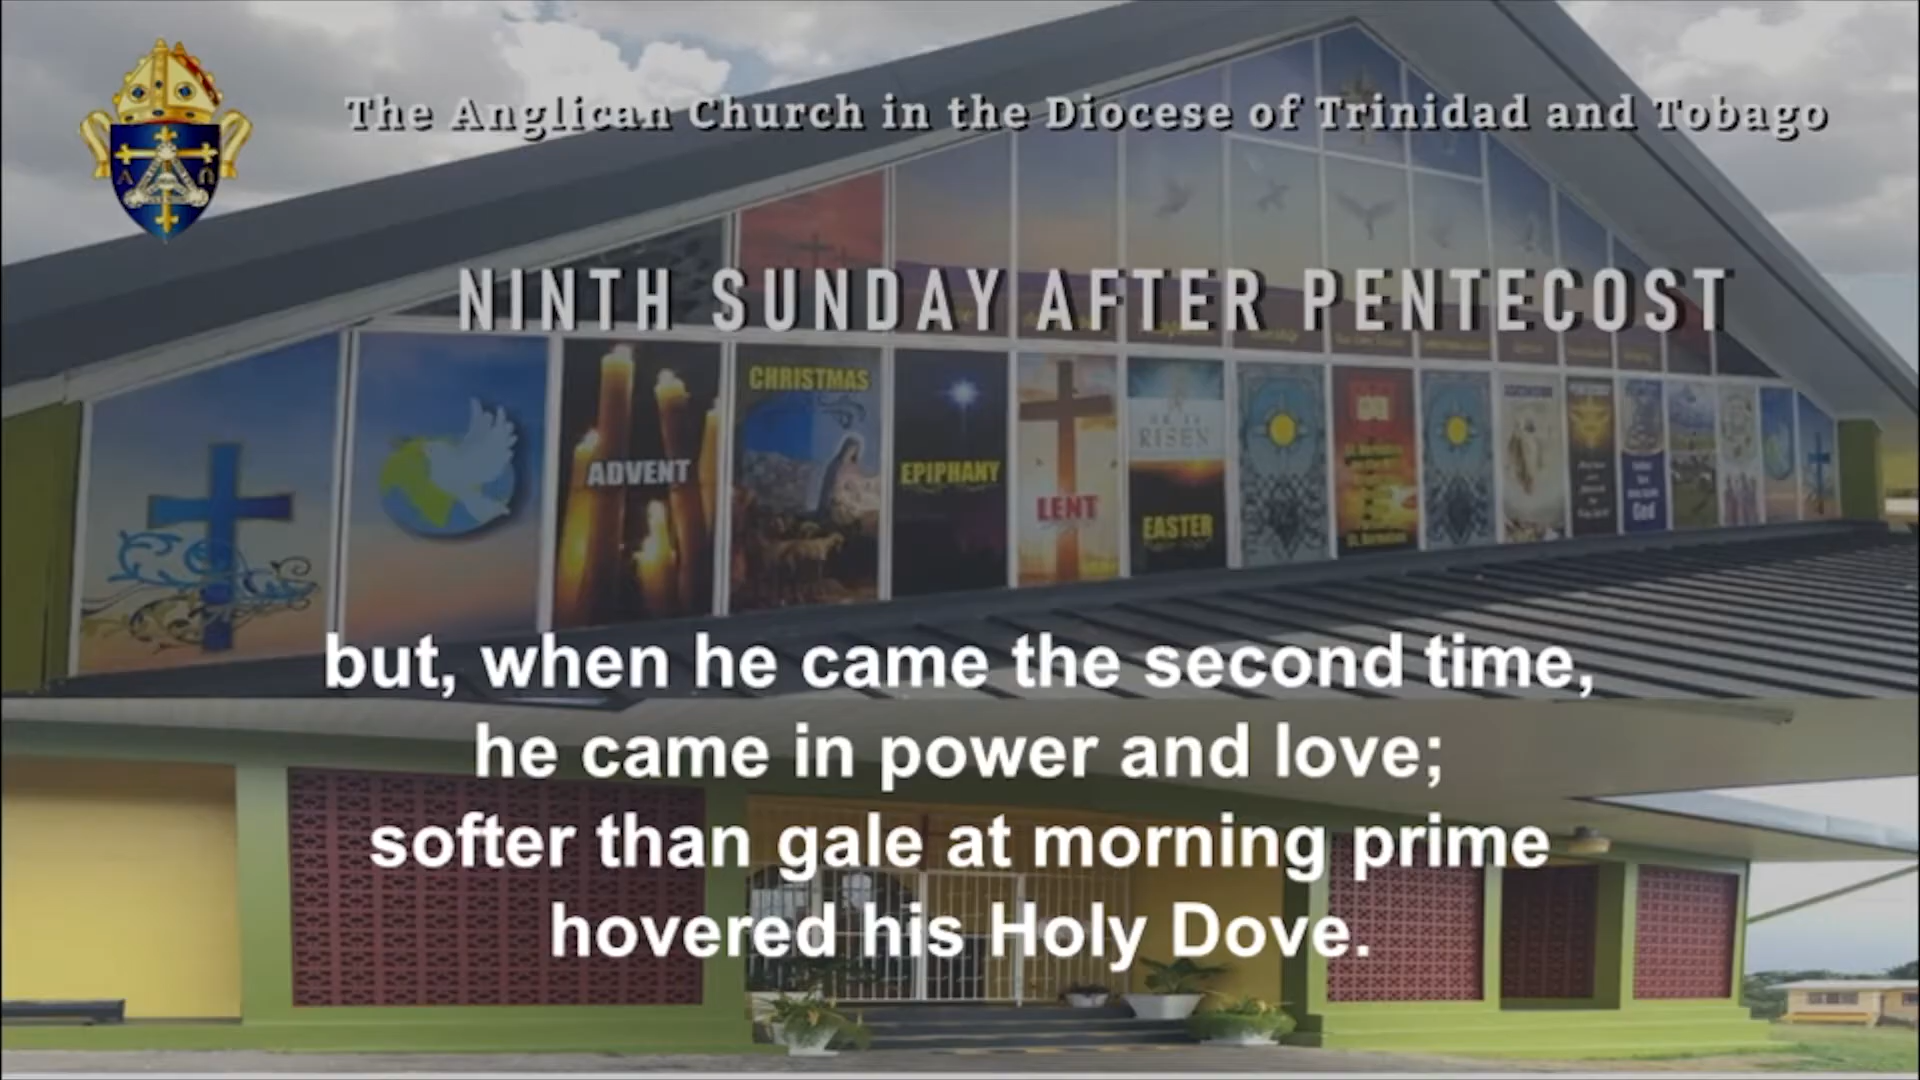 The Anglican Church in the Diocese of Trinidad and Tobago
NINTH SUNDAY AFTER PENTECOST
CHRISTMAS
ADVENT
EPIPHANY
LENT
RISEN
EASTER
God
but, when he came the second time,
he came in power and love;
softer than gale at morning prime
hovered his Holy Dove.